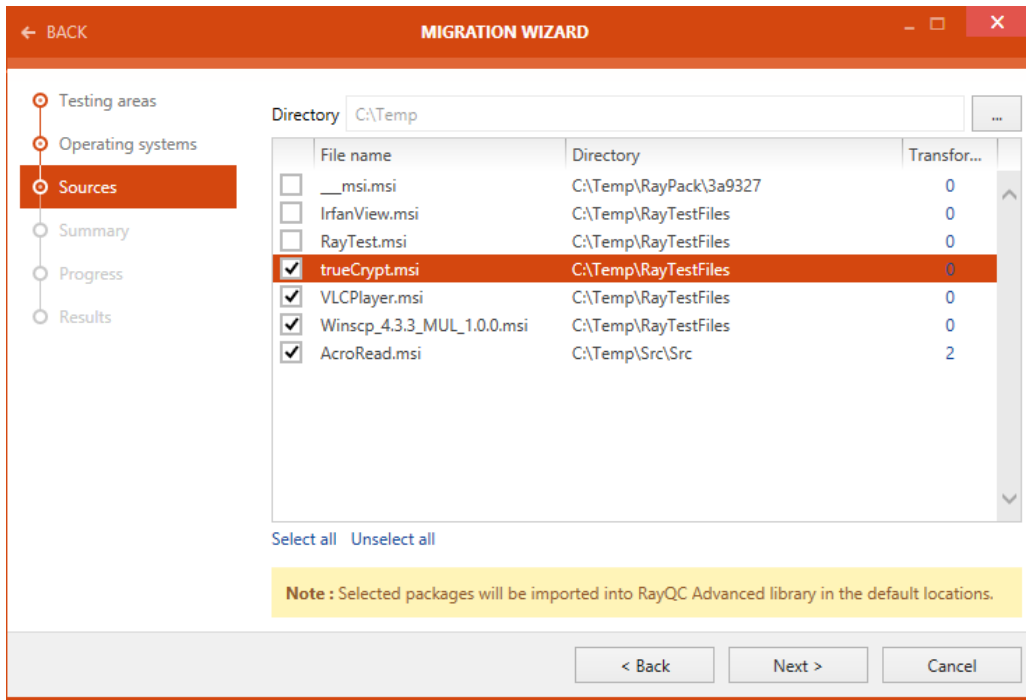 ← BACK
MIGRATION WIZARD
Testing areas
Operating systems
Sources
Summary
Progress
Results
Directory C:\Temp ...
File name Directory Transfor...
__msi.msi C:\Temp\RayPack\3a9327 0
IrfanView.msi C:\Temp\RayTestFiles 0
RayTest.msi C:\Temp\RayTestFiles 0
trueCrypt.msi C:\Temp\RayTestFiles 0
VLCPlayer.msi C:\Temp\RayTestFiles 0
Winscp_4.3.3_MUL_1.0.0.msi C:\Temp\RayTestFiles 0
AcroRead.msi C:\Temp\Src\Src 2
Select all Unselect all
Note : Selected packages will be imported into RayQC Advanced library in the default locations.
< Back Next > Cancel